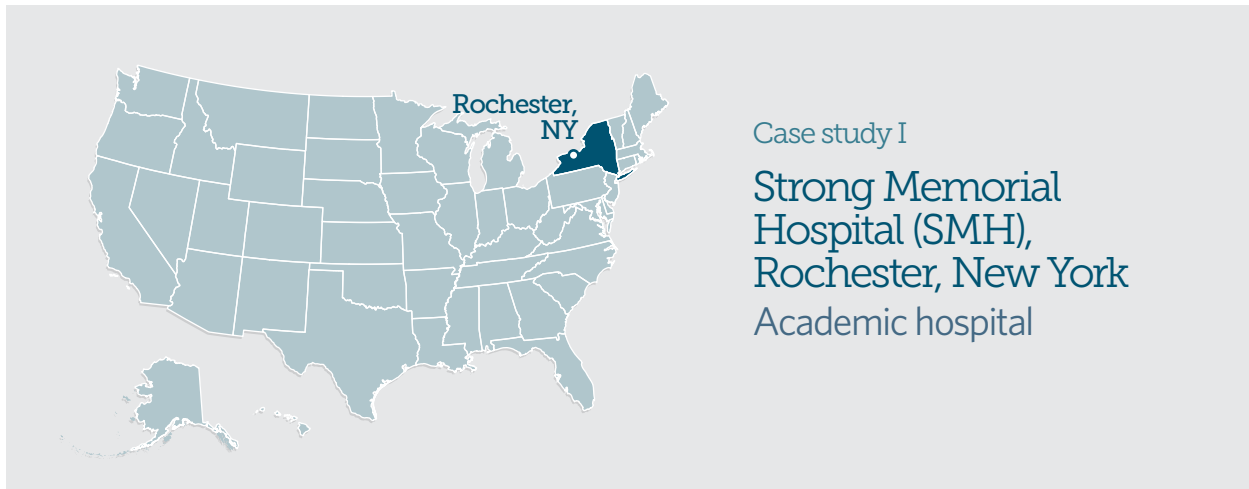 Rochester,
NY
Case study I
Strong Memorial
Hospital (SMH),
Rochester, New York
Academic hospital